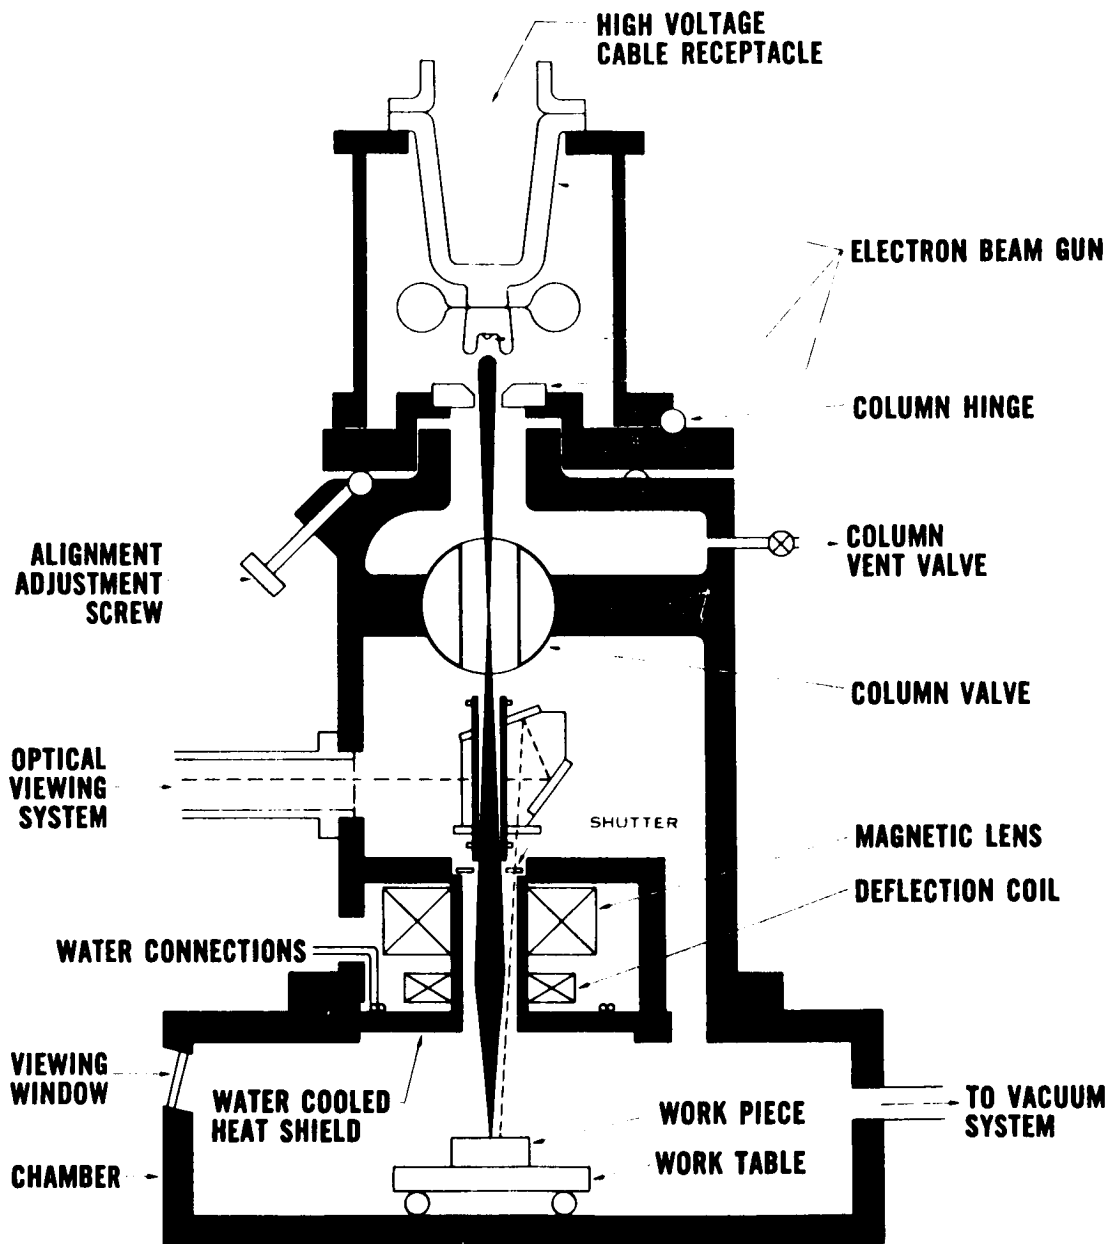 HIGH VOLTAGE
CABLE RECEPTACLE
ELECTRON BEAM GUN
COLUMN HINGE
ALIGNMENT
ADJUSTMENT
SCREW
COLUMN
VENT VALVE
COLUMN VALVE
OPTICAL
VIEWING
SYSTEM
SHUTTER
MAGNETIC LENS
DEFLECTION COIL
WATER CONNECTIONS
VIEWING
WINDOW
WATER COOLED
HEAT SHIELD
WORK PIECE
TO VACUUM
SYSTEM
CHAMBER
WORK TABLE